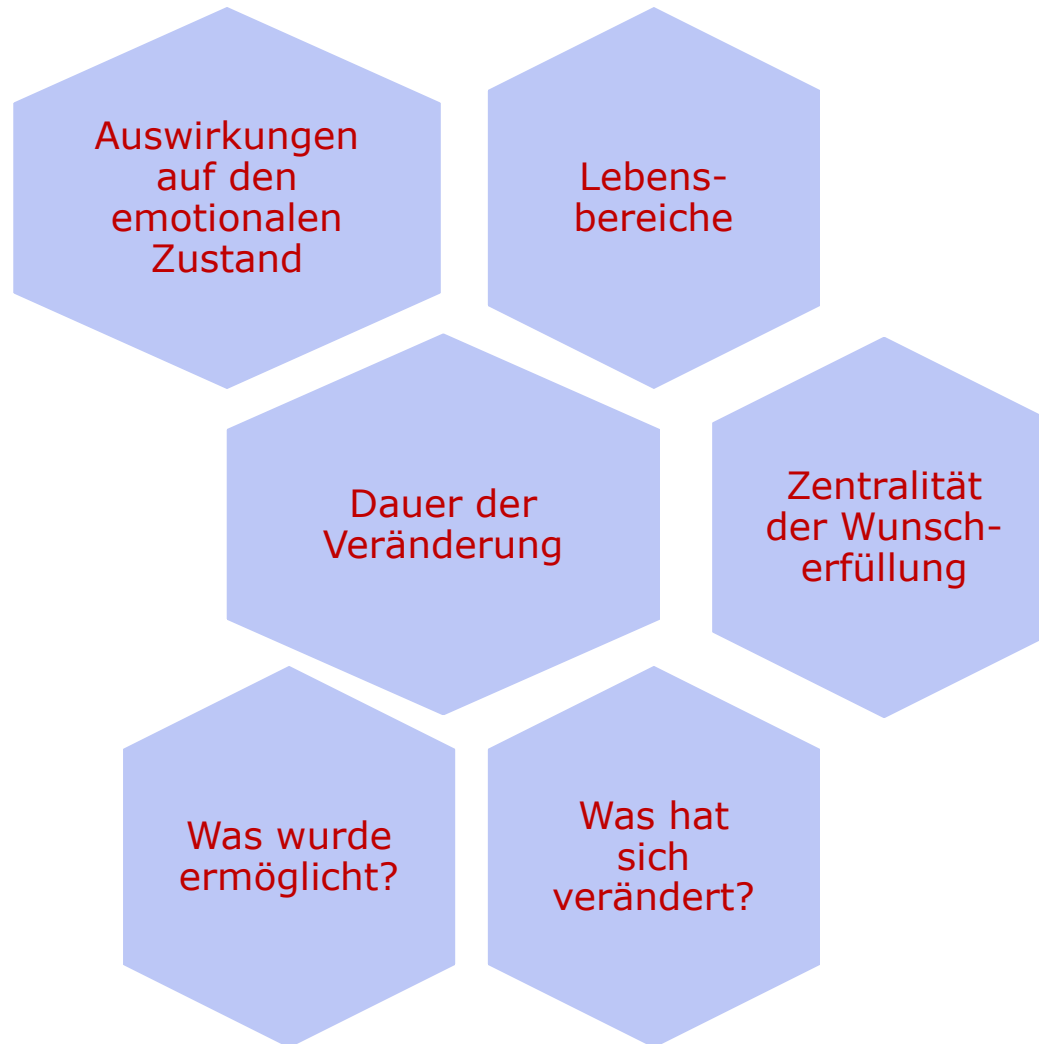 Auswirkungen
auf den
emotionalen
Zustand
Lebens-
bereiche
Dauer der
Veränderung
Zentralität
der Wunsch-
erfüllung
Was wurde
ermöglicht?
Was hat
sich
verändert?